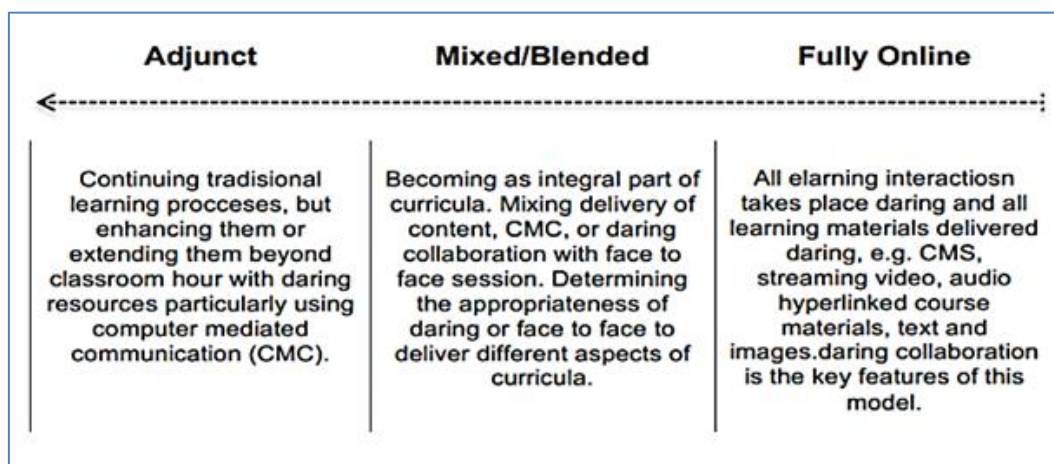 Adjunct
Mixed/Blended
Fully Online
Continuing tradisional
learning procceses, but
enhancing them or
extending them beyond
classroom hour with daring
resources particularly using
computer mediated
communication (CMC).
Becoming as integral part of
curricula. Mixing delivery of
content, CMC, or daring
collaboration with face to
face session. Determining
the appropriateness of
daring or face to face to
deliver different aspects of
curricula.
All elarning interactiosn
takes place daring and all
learning materials delivered
daring, e.g. CMS,
streaming video, audio
hyperlinked course
materials, text and
images.daring collaboration
is the key features of this
model.